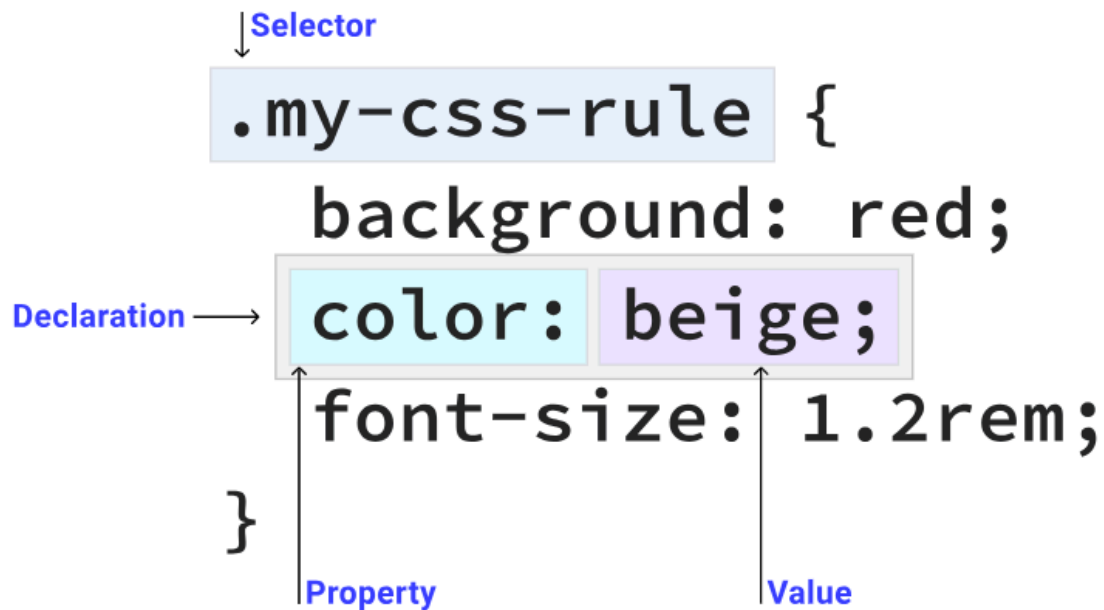 Selector
.my-css-rule {
background: red;
Declaration color: beige;
font-size: 1.2rem;
}
Property Value